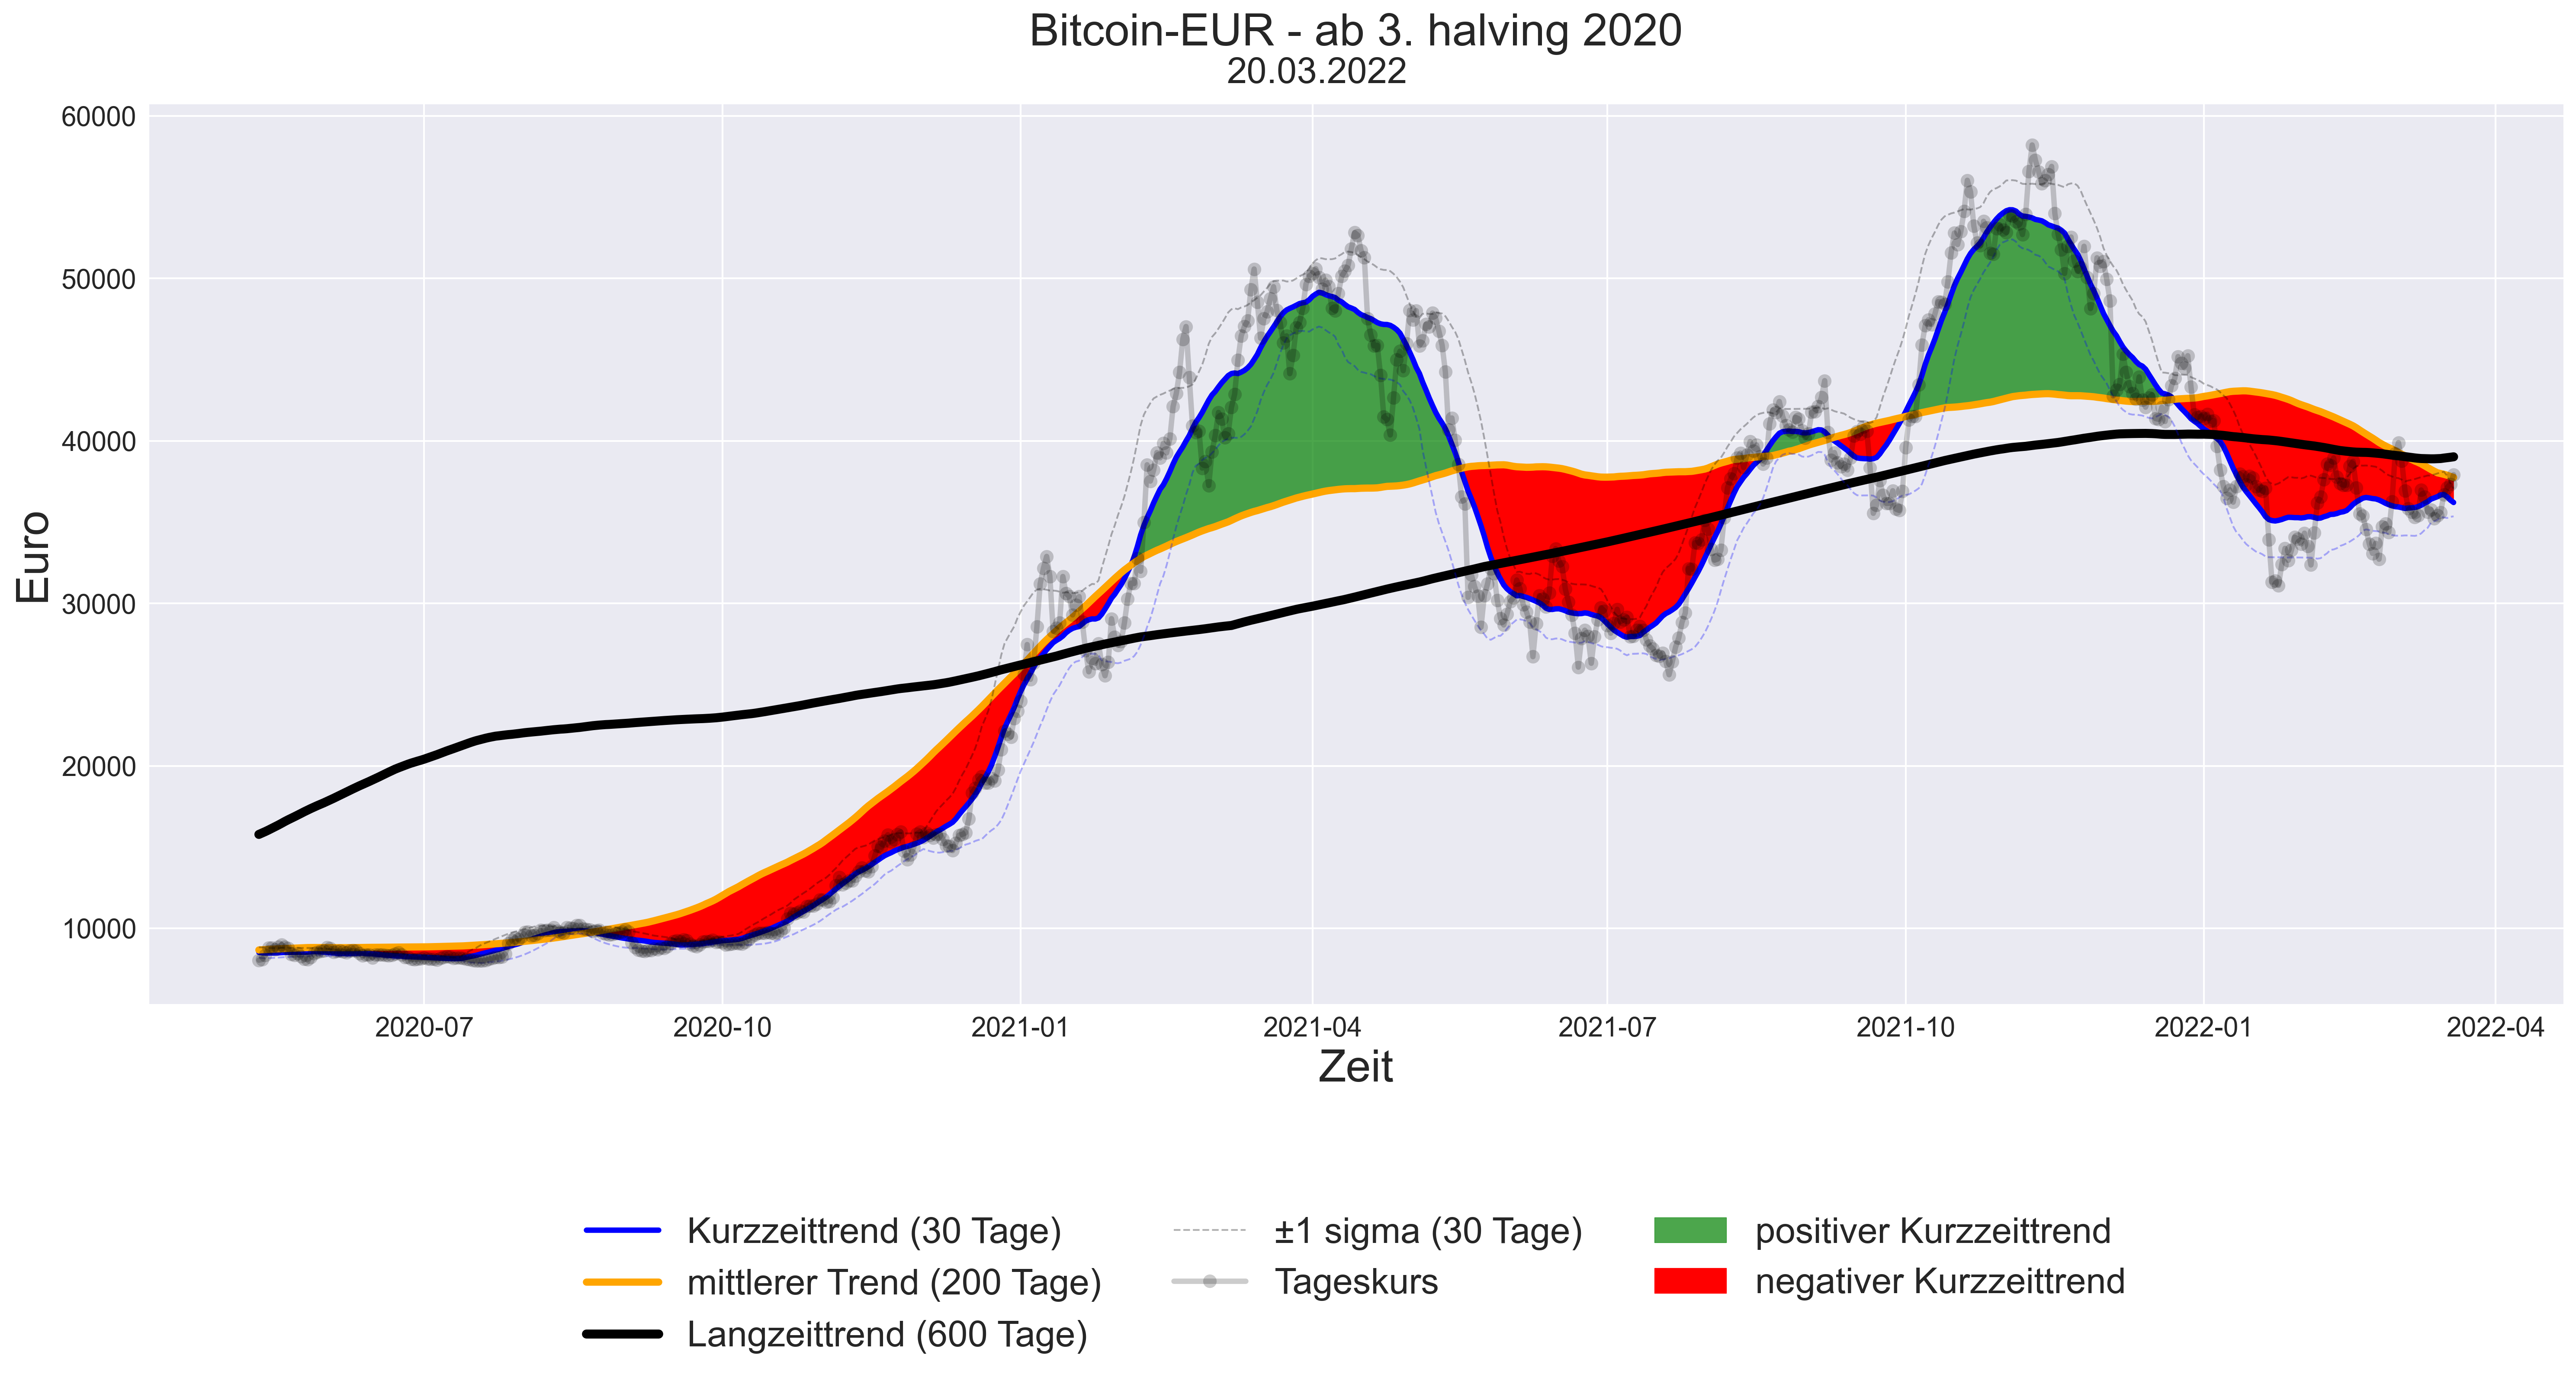 Bitcoin-EUR - ab 3. halving 2020
20.03.2022
60000
50000
40000
30000
20000
10000
Euro
2020-07 2020-10 2021-01 2021-04 2021-07 2021-10 2022-01 2022-04
Zeit
Kurzzeittrend (30 Tage) ±1 sigma (30 Tage) positiver Kurzzeittrend
mittlerer Trend (200 Tage) Tageskurs negativer Kurzzeittrend
Langzeittrend (600 Tage)